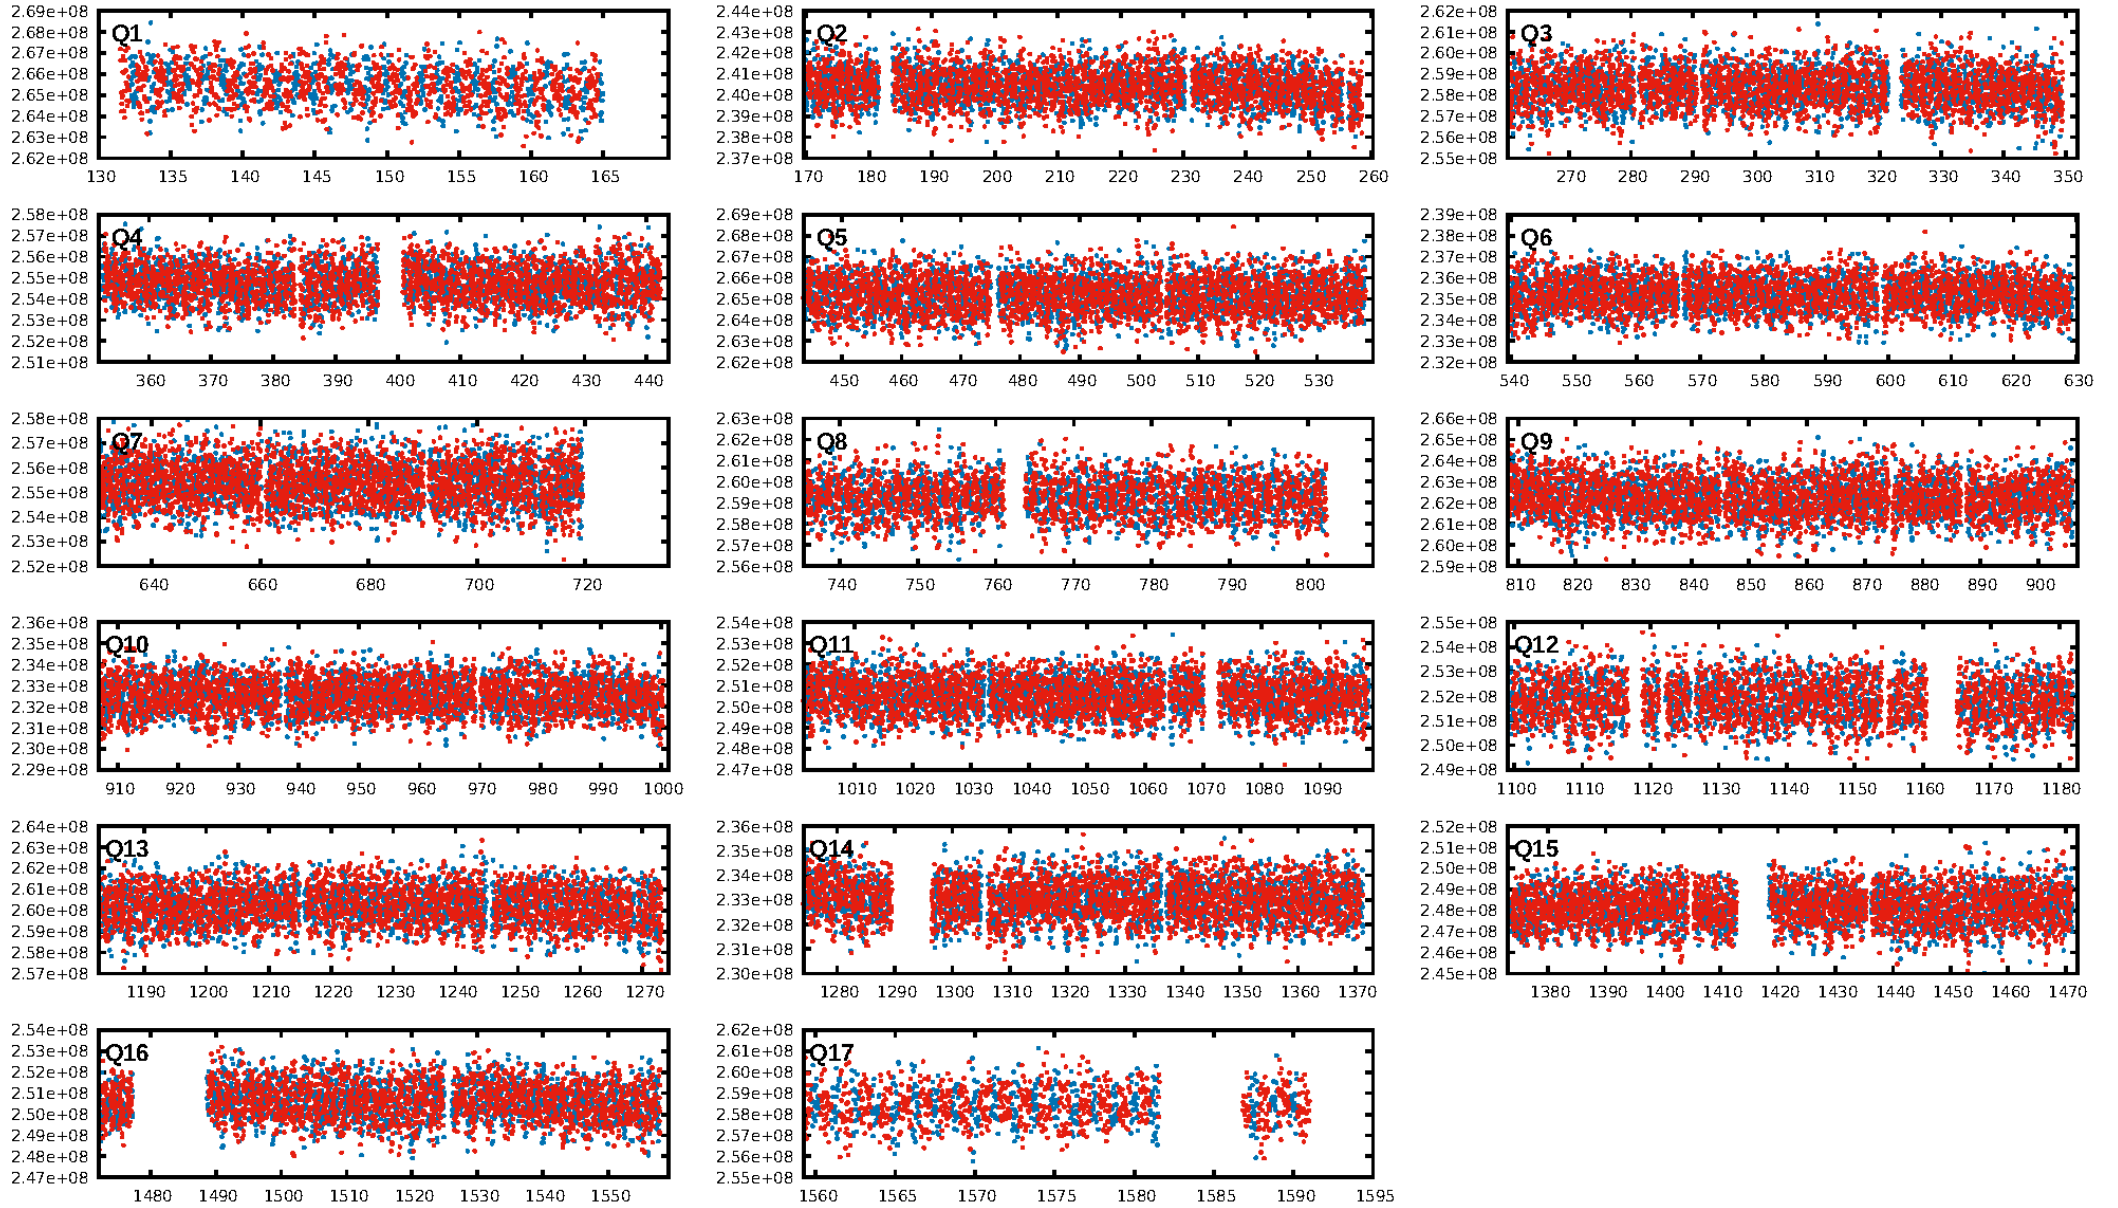 Q1
2.69e+08
2.68e+08
2.67e+08
2.66e+08
2.65e+08
2.64e+08
2.63e+08
2.62e+08
130 135 140 145 150 155 160 165
Q2
2.44e+08
2.43e+08
2.42e+08
2.41e+08
2.40e+08
2.39e+08
2.38e+08
2.37e+08
170 180 190 200 210 220 230 240 250 260
Q3
2.62e+08
2.61e+08
2.60e+08
2.59e+08
2.58e+08
2.57e+08
2.56e+08
2.55e+08
270 280 290 300 310 320 330 340 350
Q4
2.58e+08
2.57e+08
2.56e+08
2.55e+08
2.54e+08
2.53e+08
2.52e+08
2.51e+08
360 370 380 390 400 410 420 430 440
Q5
2.69e+08
2.68e+08
2.67e+08
2.66e+08
2.65e+08
2.64e+08
2.63e+08
2.62e+08
450 460 470 480 490 500 510 520 530
Q6
2.39e+08
2.38e+08
2.37e+08
2.36e+08
2.35e+08
2.34e+08
2.33e+08
2.32e+08
540 550 560 570 580 590 600 610 620 630
Q7
2.58e+08
2.57e+08
2.56e+08
2.55e+08
2.54e+08
2.53e+08
2.52e+08
640 660 680 700 720
Q8
2.63e+08
2.62e+08
2.61e+08
2.60e+08
2.59e+08
2.58e+08
2.57e+08
2.56e+08
740 750 760 770 780 790 800
Q9
2.66e+08
2.65e+08
2.64e+08
2.63e+08
2.62e+08
2.61e+08
2.60e+08
2.59e+08
810 820 830 840 850 860 870 880 890 900
Q10
2.36e+08
2.35e+08
2.34e+08
2.33e+08
2.32e+08
2.31e+08
2.30e+08
2.29e+08
910 920 930 940 950 960 970 980 990 1000
Q11
2.54e+08
2.53e+08
2.52e+08
2.51e+08
2.50e+08
2.49e+08
2.48e+08
2.47e+08
1010 1020 1030 1040 1050 1060 1070 1080 1090
Q12
2.55e+08
2.54e+08
2.53e+08
2.52e+08
2.51e+08
2.50e+08
2.49e+08
1100 1110 1120 1130 1140 1150 1160 1170 1180
Q13
2.64e+08
2.63e+08
2.62e+08
2.61e+08
2.60e+08
2.59e+08
2.58e+08
2.57e+08
1190 1200 1210 1220 1230 1240 1250 1260 1270
Q14
2.36e+08
2.35e+08
2.34e+08
2.33e+08
2.32e+08
2.31e+08
2.30e+08
1280 1290 1300 1310 1320 1330 1340 1350 1360 1370
Q15
2.52e+08
2.51e+08
2.50e+08
2.49e+08
2.48e+08
2.47e+08
2.46e+08
2.45e+08
1380 1390 1400 1410 1420 1430 1440 1450 1460 1470
Q16
2.54e+08
2.53e+08
2.52e+08
2.51e+08
2.50e+08
2.49e+08
2.48e+08
2.47e+08
1480 1490 1500 1510 1520 1530 1540 1550
Q17
2.62e+08
2.61e+08
2.60e+08
2.59e+08
2.58e+08
2.57e+08
2.56e+08
2.55e+08
1560 1565 1570 1575 1580 1585 1590 1595